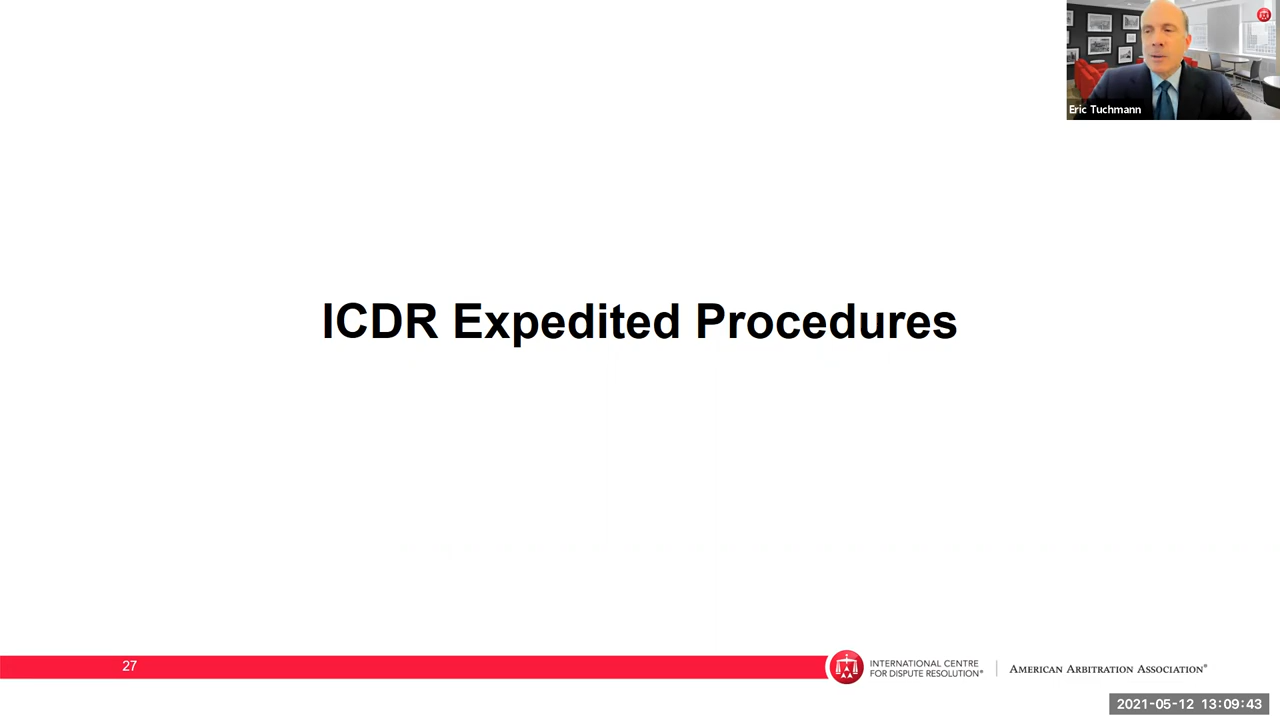 Eric Tuchmann
ICDR Expedited Procedures
27
INTERNATIONAL CENTRE
FOR DISPUTE RESOLUTION®
AMERICAN ARBITRATION ASSOCIATION®
2021-05-12 13:09:43